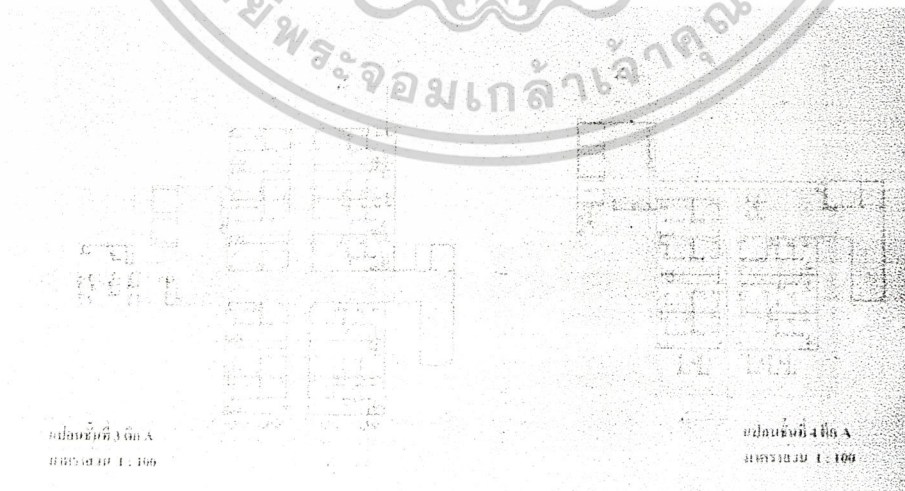 พระจอมเกล้าเจ้าคุณ
แปลนชั้นที่ 3 ตึก A
มาตราส่วน 1 : 100
แปลนชั้นที่ 4 ตึก A
มาตราส่วน 1 : 100